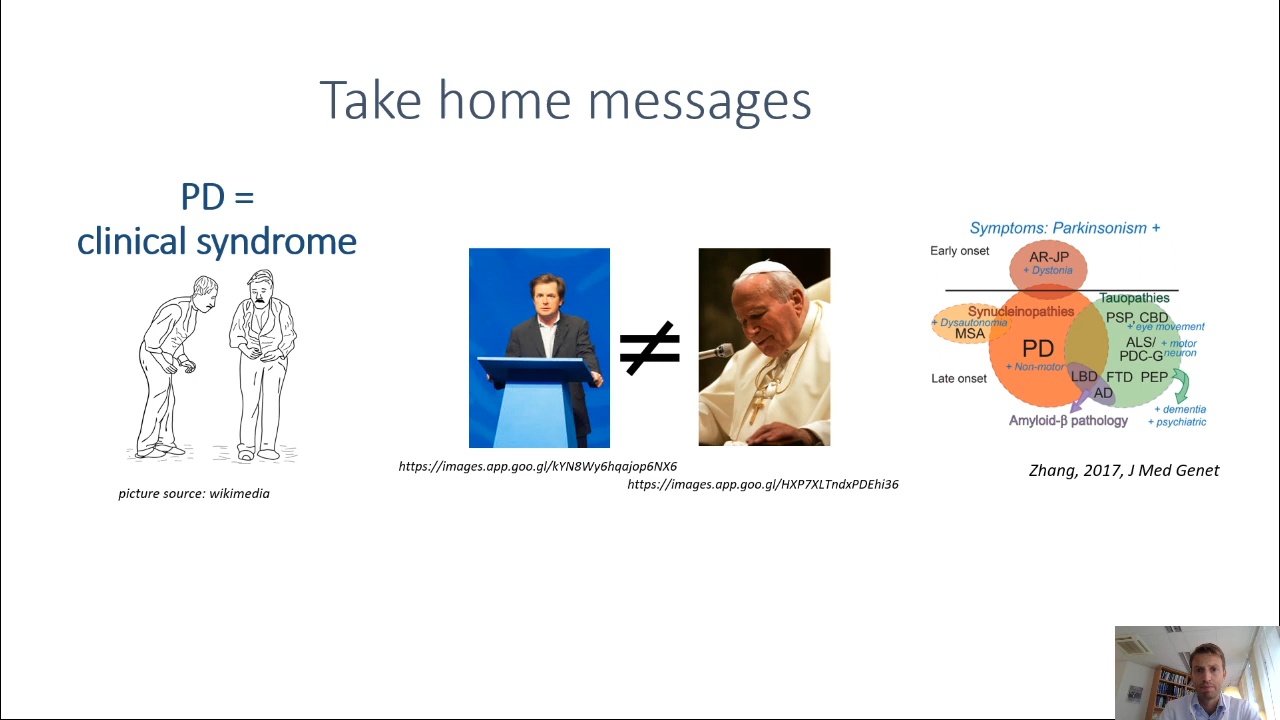 Take home messages
PD =
clinical syndrome
picture source: wikimedia
≠
https://images.app.goo.gl/kYN8Wy6hqajop6NX6
https://images.app.goo.gl/HXP7XLTndxPDEhi36
Symptoms: Parkinsonism +
Early onset
AR-JP
+ Dystonia
Tauopathies
Synucleinopathies
PSP, CBD
+ Dysautonomia
+ eye movement
MSA
ALS/
+ motor
PD
PDC-G
neuron
+ Non-motor
Late onset
LBD
FTD PEP
AD
+ dementia
Amyloid-β pathology
+ psychiatric
Zhang, 2017, J Med Genet